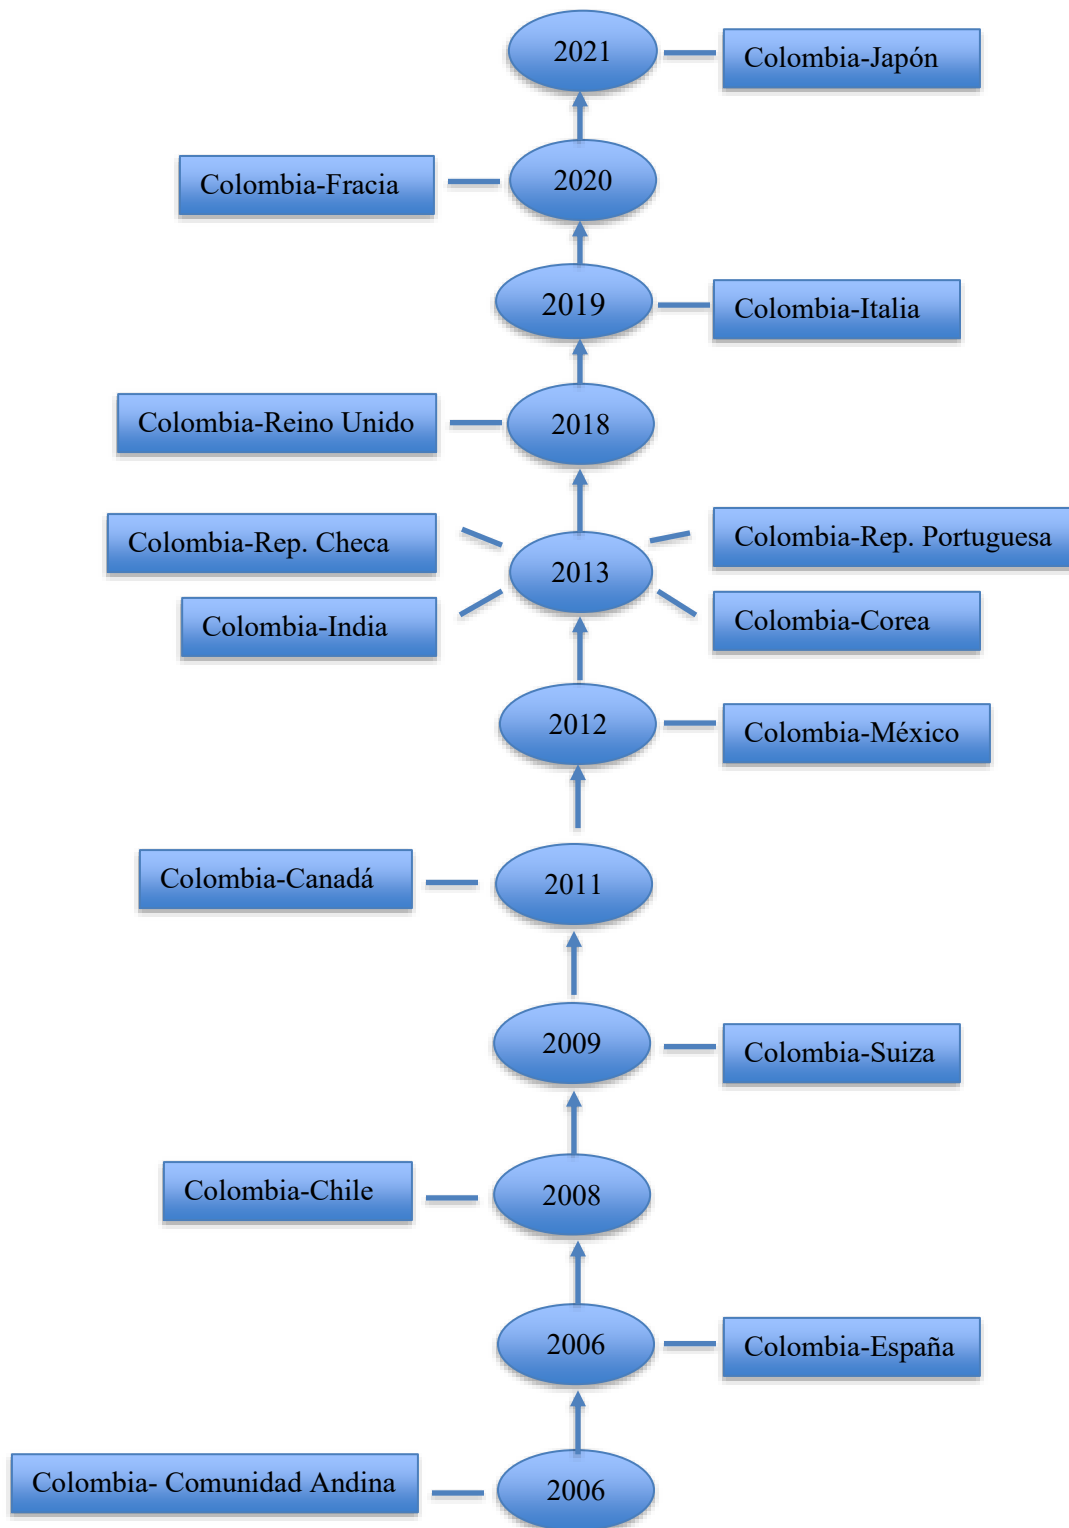 2021
Colombia-Japón
Colombia-Fracia
2020
2019
Colombia-Italia
Colombia-Reino Unido
2018
Colombia-Rep. Checa
Colombia-Rep. Portuguesa
2013
Colombia-India
Colombia-Corea
2012
Colombia-México
Colombia-Canadá
2011
2009
Colombia-Suiza
Colombia-Chile
2008
2006
Colombia-España
Colombia- Comunidad Andina
2006